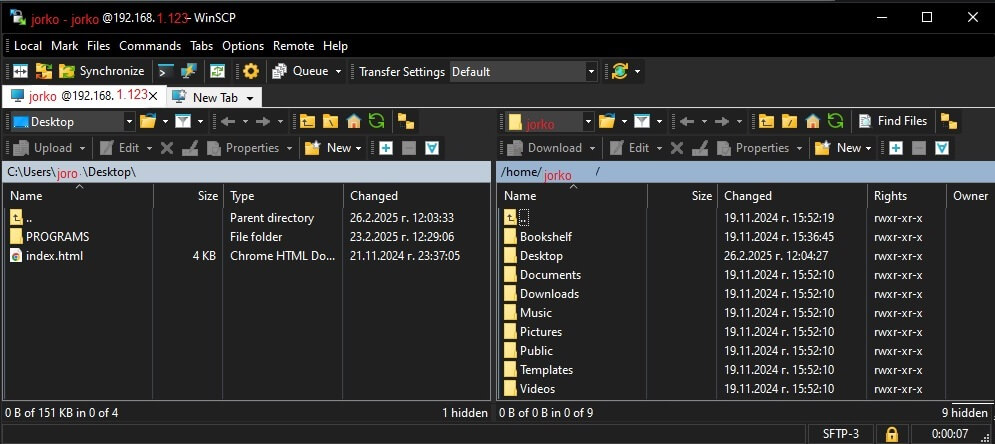 jorko - jorko @192.168. 1.123 – WinSCP
Local Mark Files Commands Tabs Options Remote Help
Synchronize Queue Transfer Settings Default
jorko @192.168. 1.123 × New Tab
Desktop
Upload Edit Properties New
C:\Users\ joro \Desktop\
Name Size Type Changed
.. Parent directory 26.2.2025 г. 12:03:33
PROGRAMS File folder 23.2.2025 г. 12:29:06
index.html 4 KB Chrome HTML Do... 21.11.2024 г. 23:37:05
0 B of 151 KB in 0 of 4 1 hidden
jorko Find Files
Download Edit Properties New
/home/ jorko /
Name Size Changed Rights Owner
.. 19.11.2024 г. 15:52:19 rwxr-xr-x
Bookshelf 19.11.2024 г. 15:36:45 rwxr-xr-x
Desktop 26.2.2025 г. 12:04:27 rwxr-xr-x
Documents 19.11.2024 г. 15:52:10 rwxr-xr-x
Downloads 19.11.2024 г. 15:52:10 rwxr-xr-x
Music 19.11.2024 г. 15:52:10 rwxr-xr-x
Pictures 19.11.2024 г. 15:52:10 rwxr-xr-x
Public 19.11.2024 г. 15:52:10 rwxr-xr-x
Templates 19.11.2024 г. 15:52:10 rwxr-xr-x
Videos 19.11.2024 г. 15:52:10 rwxr-xr-x
0 B of 0 B in 0 of 9 9 hidden
SFTP-3 0:00:07